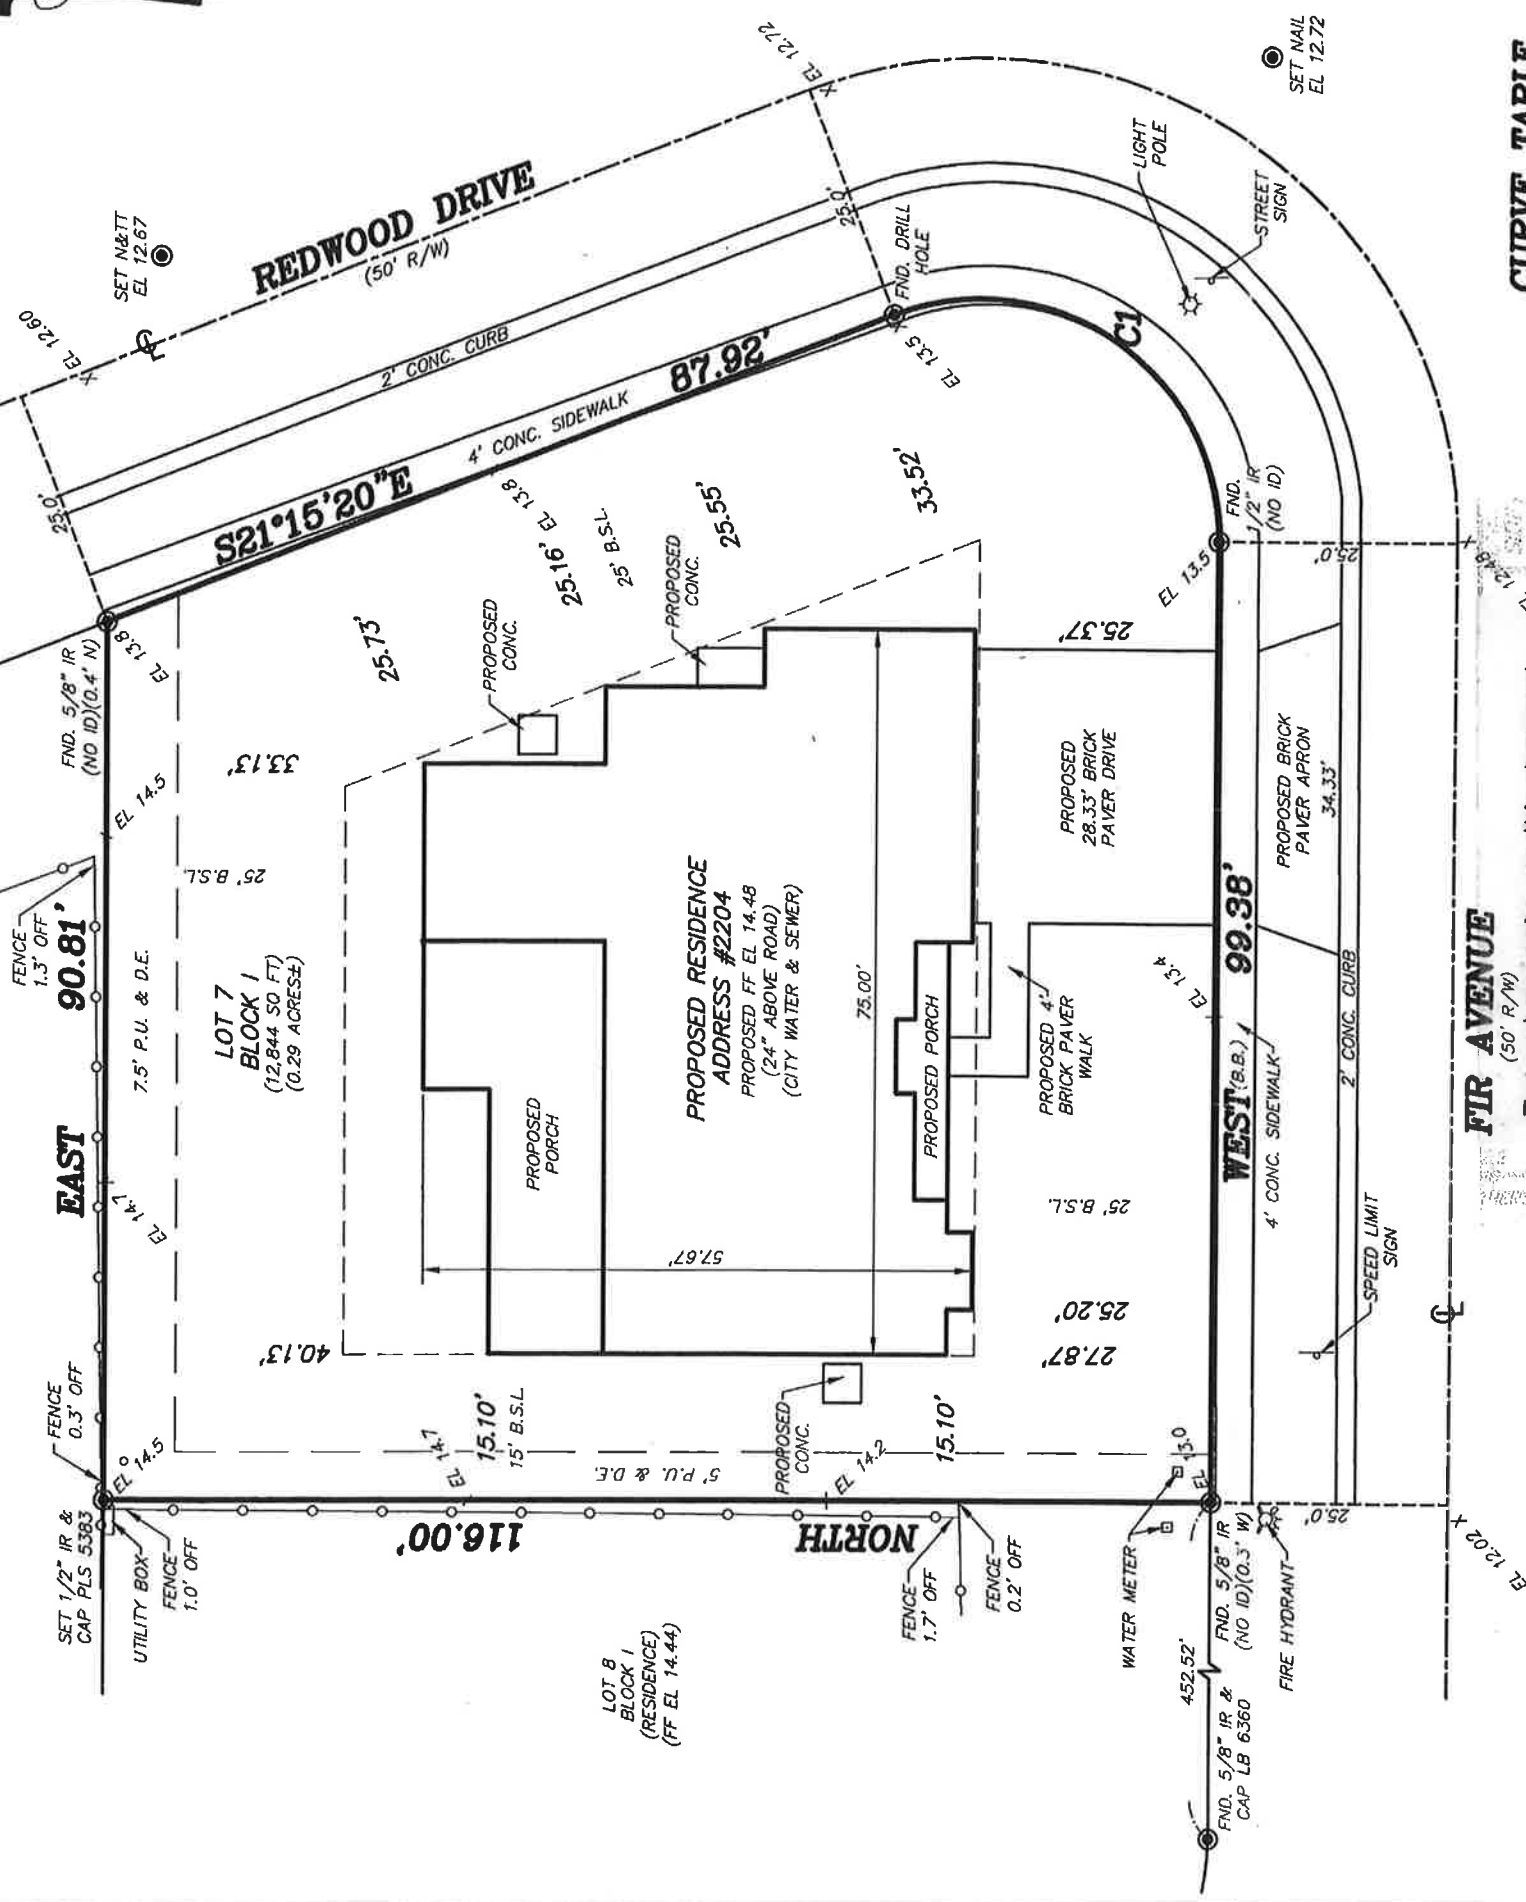 SET N&TT
EL 12.67
EL 12.60
REDWOOD DRIVE
(50' R/W)
EL 12.72
SET NAIL
EL 12.72
CURVE TABLE
LIGHT
POLE
STREET
SIGN
25.0'
25.0'
2' CONC. CURB
4' CONC. SIDEWALK
S21°15'20"E
87.92'
FND. DRILL
HOLE
EL 13.5
C1
FND. 5/8" IR
(NO ID)(0.4' N)
EL 13.8
EL 13.8
25.73'
25.16'
25' B.S.L.
25.55'
33.52'
FND.
1/2" IR
(NO ID)
EL 13.5
25.0'
12.48
PROPOSED
CONC.
PROPOSED
CONC.
25.37'
33.13'
EL 14.5
25' B.S.L.
FENCE
1.3' OFF
EAST
90.81'
7.5' P.U. & D.E.
LOT 7
BLOCK 1
(12,844 SQ FT)
(0.29 ACRES±)
PROPOSED RESIDENCE
ADDRESS #2204
PROPOSED FF EL 14.48
(24" ABOVE ROAD)
(CITY WATER & SEWER)
75.00'
57.67'
PROPOSED
28.33' BRICK
PAVER DRIVE
PROPOSED BRICK
PAVER APRON
34.33'
PROPOSED
PORCH
PROPOSED PORCH
PROPOSED 4'
BRICK PAVER
WALK
EL 13.4
WEST
(B.B.)
99.38'
4' CONC. SIDEWALK
2' CONC. CURB
FIR AVENUE
(50' R/W)
EL 14.7
25' B.S.L.
25.20'
27.87'
SPEED LIMIT
SIGN
40.13'
FENCE
0.3' OFF
EL 14.5
EL 14.7
15.10'
15' B.S.L.
5' P.U. & D.E.
PROPOSED
CONC.
EL 14.2
15.10'
EL 13.0
SET 1/2" IR &
CAP PLS 5383
UTILITY BOX
FENCE
1.0' OFF
116.00'
NORTH
FENCE
1.7' OFF
FENCE
0.2' OFF
WATER METER
452.52'
FND. 5/8" IR
(NO ID)(0.3' W)
FIRE HYDRANT
25.0'
EL 12.02
LOT 8
BLOCK 1
(RESIDENCE)
(FF EL 14.44)
FND. 5/8" IR &
CAP LB 6360